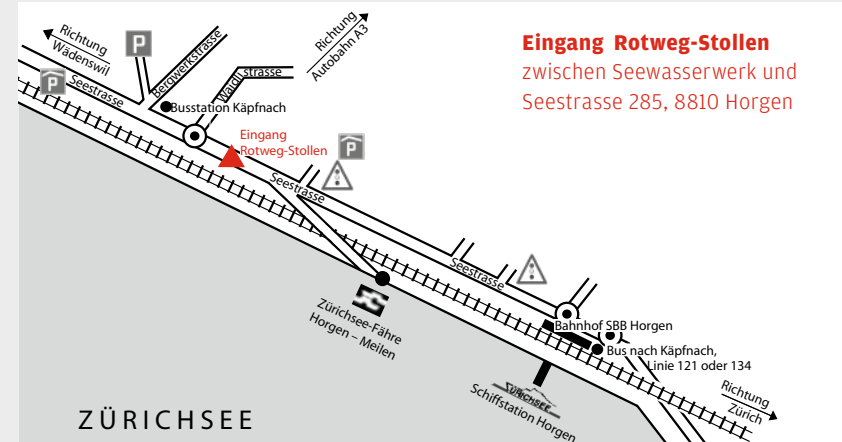 Eingang Rotweg-Stollen
zwischen Seewasserwerk und
Seestrasse 285, 8810 Horgen
Richtung
Wädenswil
P
Bergwerkstrasse
Richtung
Autobahn A3
P
Seestrasse
Waidlistrasse
Busstation Käpfnach
Eingang
Rotweg-Stollen
P
Seestrasse
Seestrasse
Zürichsee-Fähre
Horgen – Meilen
Bahnhof SBB Horgen
Bus nach Käpfnach,
Linie 121 oder 134
ZÜRICHSEE
Schiffstation Horgen
Richtung
Zürich
ZÜRICHSEE